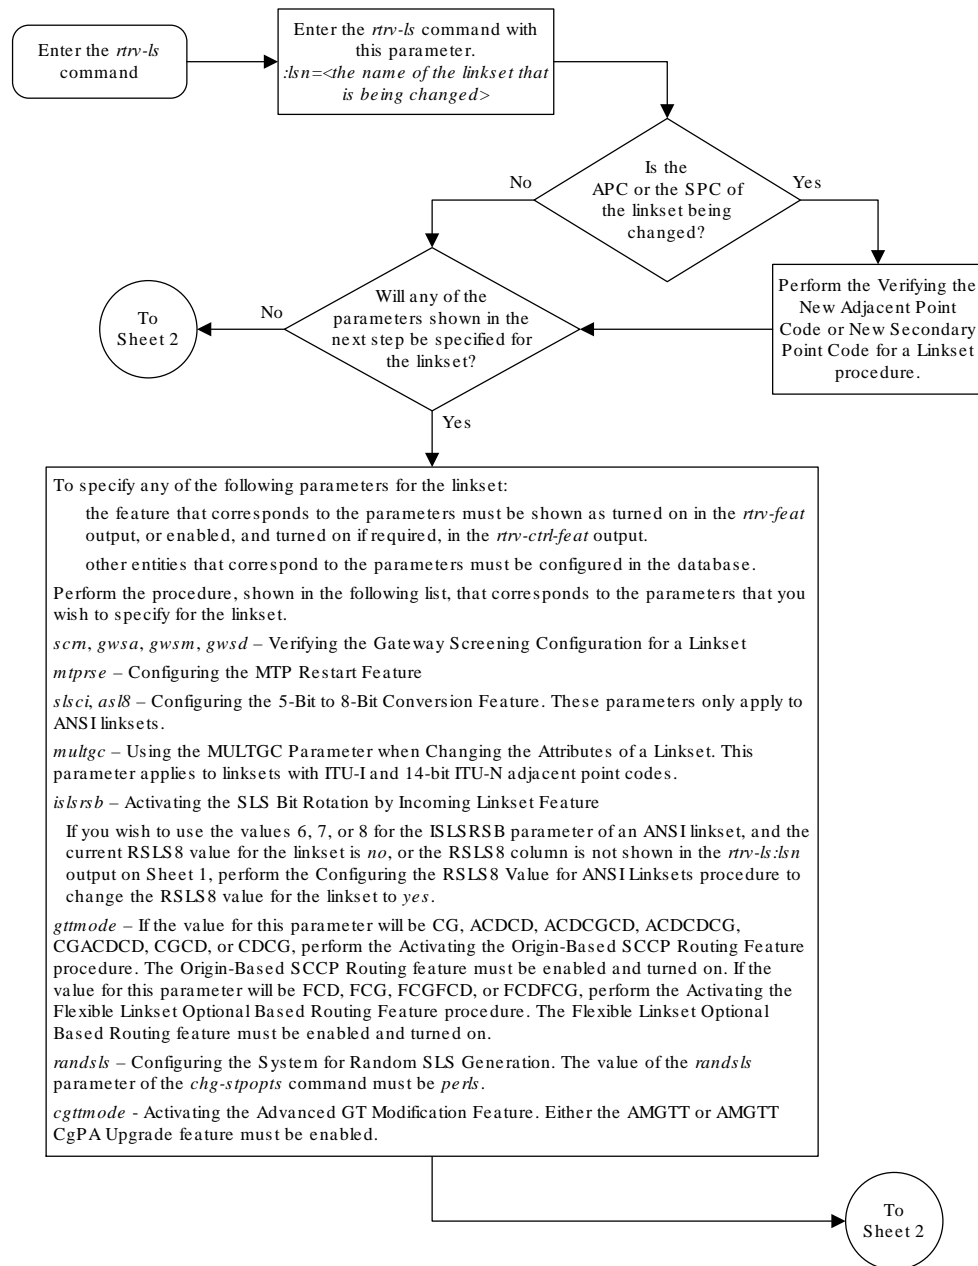 Enter the rtrv-ls
command
Enter the rtrv-ls command with
this parameter.
:lsn=<the name of the linkset that
is being changed>
Is the
APC or the SPC of
the linkset being
changed?
No
Yes
Perform the Verifying the
New Adjacent Point
Code or New Secondary
Point Code for a Linkset
procedure.
Will any of the
parameters shown in the
next step be specified for
the linkset?
No
To
Sheet 2
Yes
To specify any of the following parameters for the linkset:
the feature that corresponds to the parameters must be shown as turned on in the rtrv-feat
output, or enabled, and turned on if required, in the rtrv-ctrl-feat output.
other entities that correspond to the parameters must be configured in the database.
Perform the procedure, shown in the following list, that corresponds to the parameters that you
wish to specify for the linkset.
scrn, gwsa, gwsm, gwsd – Verifying the Gateway Screening Configuration for a Linkset
mtprse – Configuring the MTP Restart Feature
slsci, asl8 – Configuring the 5-Bit to 8-Bit Conversion Feature. These parameters only apply to
ANSI linksets.
multgc – Using the MULTGC Parameter when Changing the Attributes of a Linkset. This
parameter applies to linksets with ITU-I and 14-bit ITU-N adjacent point codes.
islsrsb – Activating the SLS Bit Rotation by Incoming Linkset Feature
If you wish to use the values 6, 7, or 8 for the ISLSRSB parameter of an ANSI linkset, and the
current RSLS8 value for the linkset is no, or the RSLS8 column is not shown in the rtrv-ls:lsn
output on Sheet 1, perform the Configuring the RSLS8 Value for ANSI Linksets procedure to
change the RSLS8 value for the linkset to yes.
gttmode – If the value for this parameter will be CG, ACDCD, ACDCGCD, ACDCDCG,
CGACDCD, CGCD, or CDCG, perform the Activating the Origin-Based SCCP Routing Feature
procedure. The Origin-Based SCCP Routing feature must be enabled and turned on. If the
value for this parameter will be FCD, FCG, FCGFCD, or FCDFCG, perform the Activating the
Flexible Linkset Optional Based Routing Feature procedure. The Flexible Linkset Optional
Based Routing feature must be enabled and turned on.
randsls – Configuring the System for Random SLS Generation. The value of the randsls
parameter of the chg-stpopts command must be perls.
cgttmode - Activating the Advanced GT Modification Feature. Either the AMGTT or AMGTT
CgPA Upgrade feature must be enabled.
To
Sheet 2